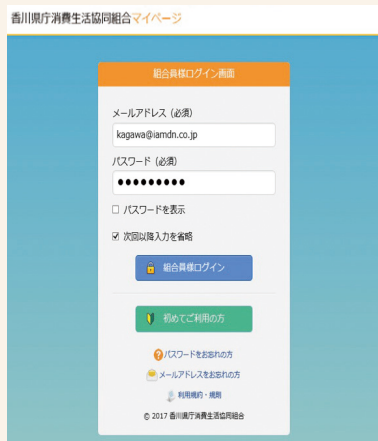 香川県庁消費生活協同組合マイページ
組合員様ログイン画面
メールアドレス（必須）
kagawa@iamdn.co.jp
パスワード（必須）
●●●●●●●●●
パスワードを表示
次回以降入力を省略
組合員様ログイン
初めてご利用の方
パスワードをお忘れの方
メールアドレスをお忘れの方
利用規約・規則
© 2017 香川県庁消費生活協同組合